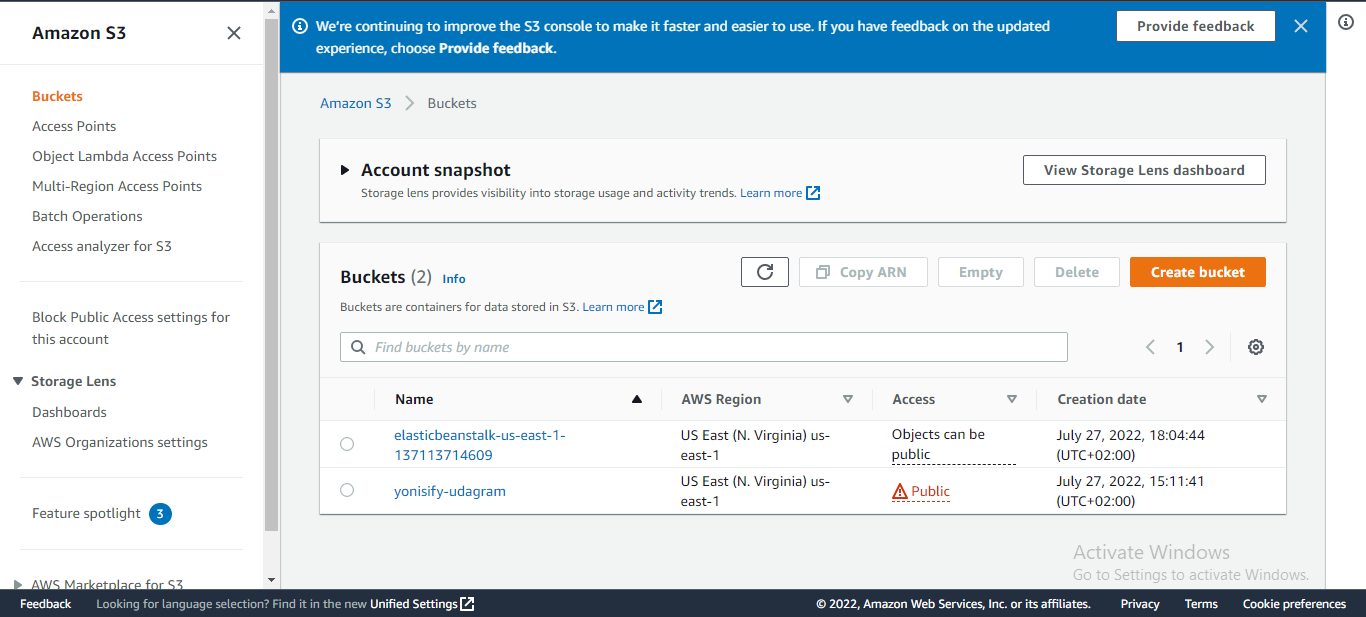 Amazon S3
Buckets
Access Points
Object Lambda Access Points
Multi-Region Access Points
Batch Operations
Access analyzer for S3
Block Public Access settings for
this account
Storage Lens
Dashboards
AWS Organizations settings
Feature spotlight 3
AWS Marketplace for S3
We're continuing to improve the S3 console to make it faster and easier to use. If you have feedback on the updated
experience, choose Provide feedback.
Provide feedback
Amazon S3 Buckets
Account snapshot
Storage lens provides visibility into storage usage and activity trends. Learn more
View Storage Lens dashboard
Buckets (2) Info
Copy ARN Empty Delete Create bucket
Buckets are containers for data stored in S3. Learn more
Find buckets by name
1
Name AWS Region Access Creation date
elasticbeanstalk-us-east-1- US East (N. Virginia) us- Objects can be July 27, 2022, 18:04:44
137113714609 east-1 public (UTC+02:00)
yonisify-udagram US East (N. Virginia) us- Public July 27, 2022, 15:11:41
east-1 (UTC+02:00)
Activate Windows
Go to Settings to activate Windows.
Feedback Looking for language selection? Find it in the new Unified Settings © 2022, Amazon Web Services, Inc. or its affiliates. Privacy Terms Cookie preferences